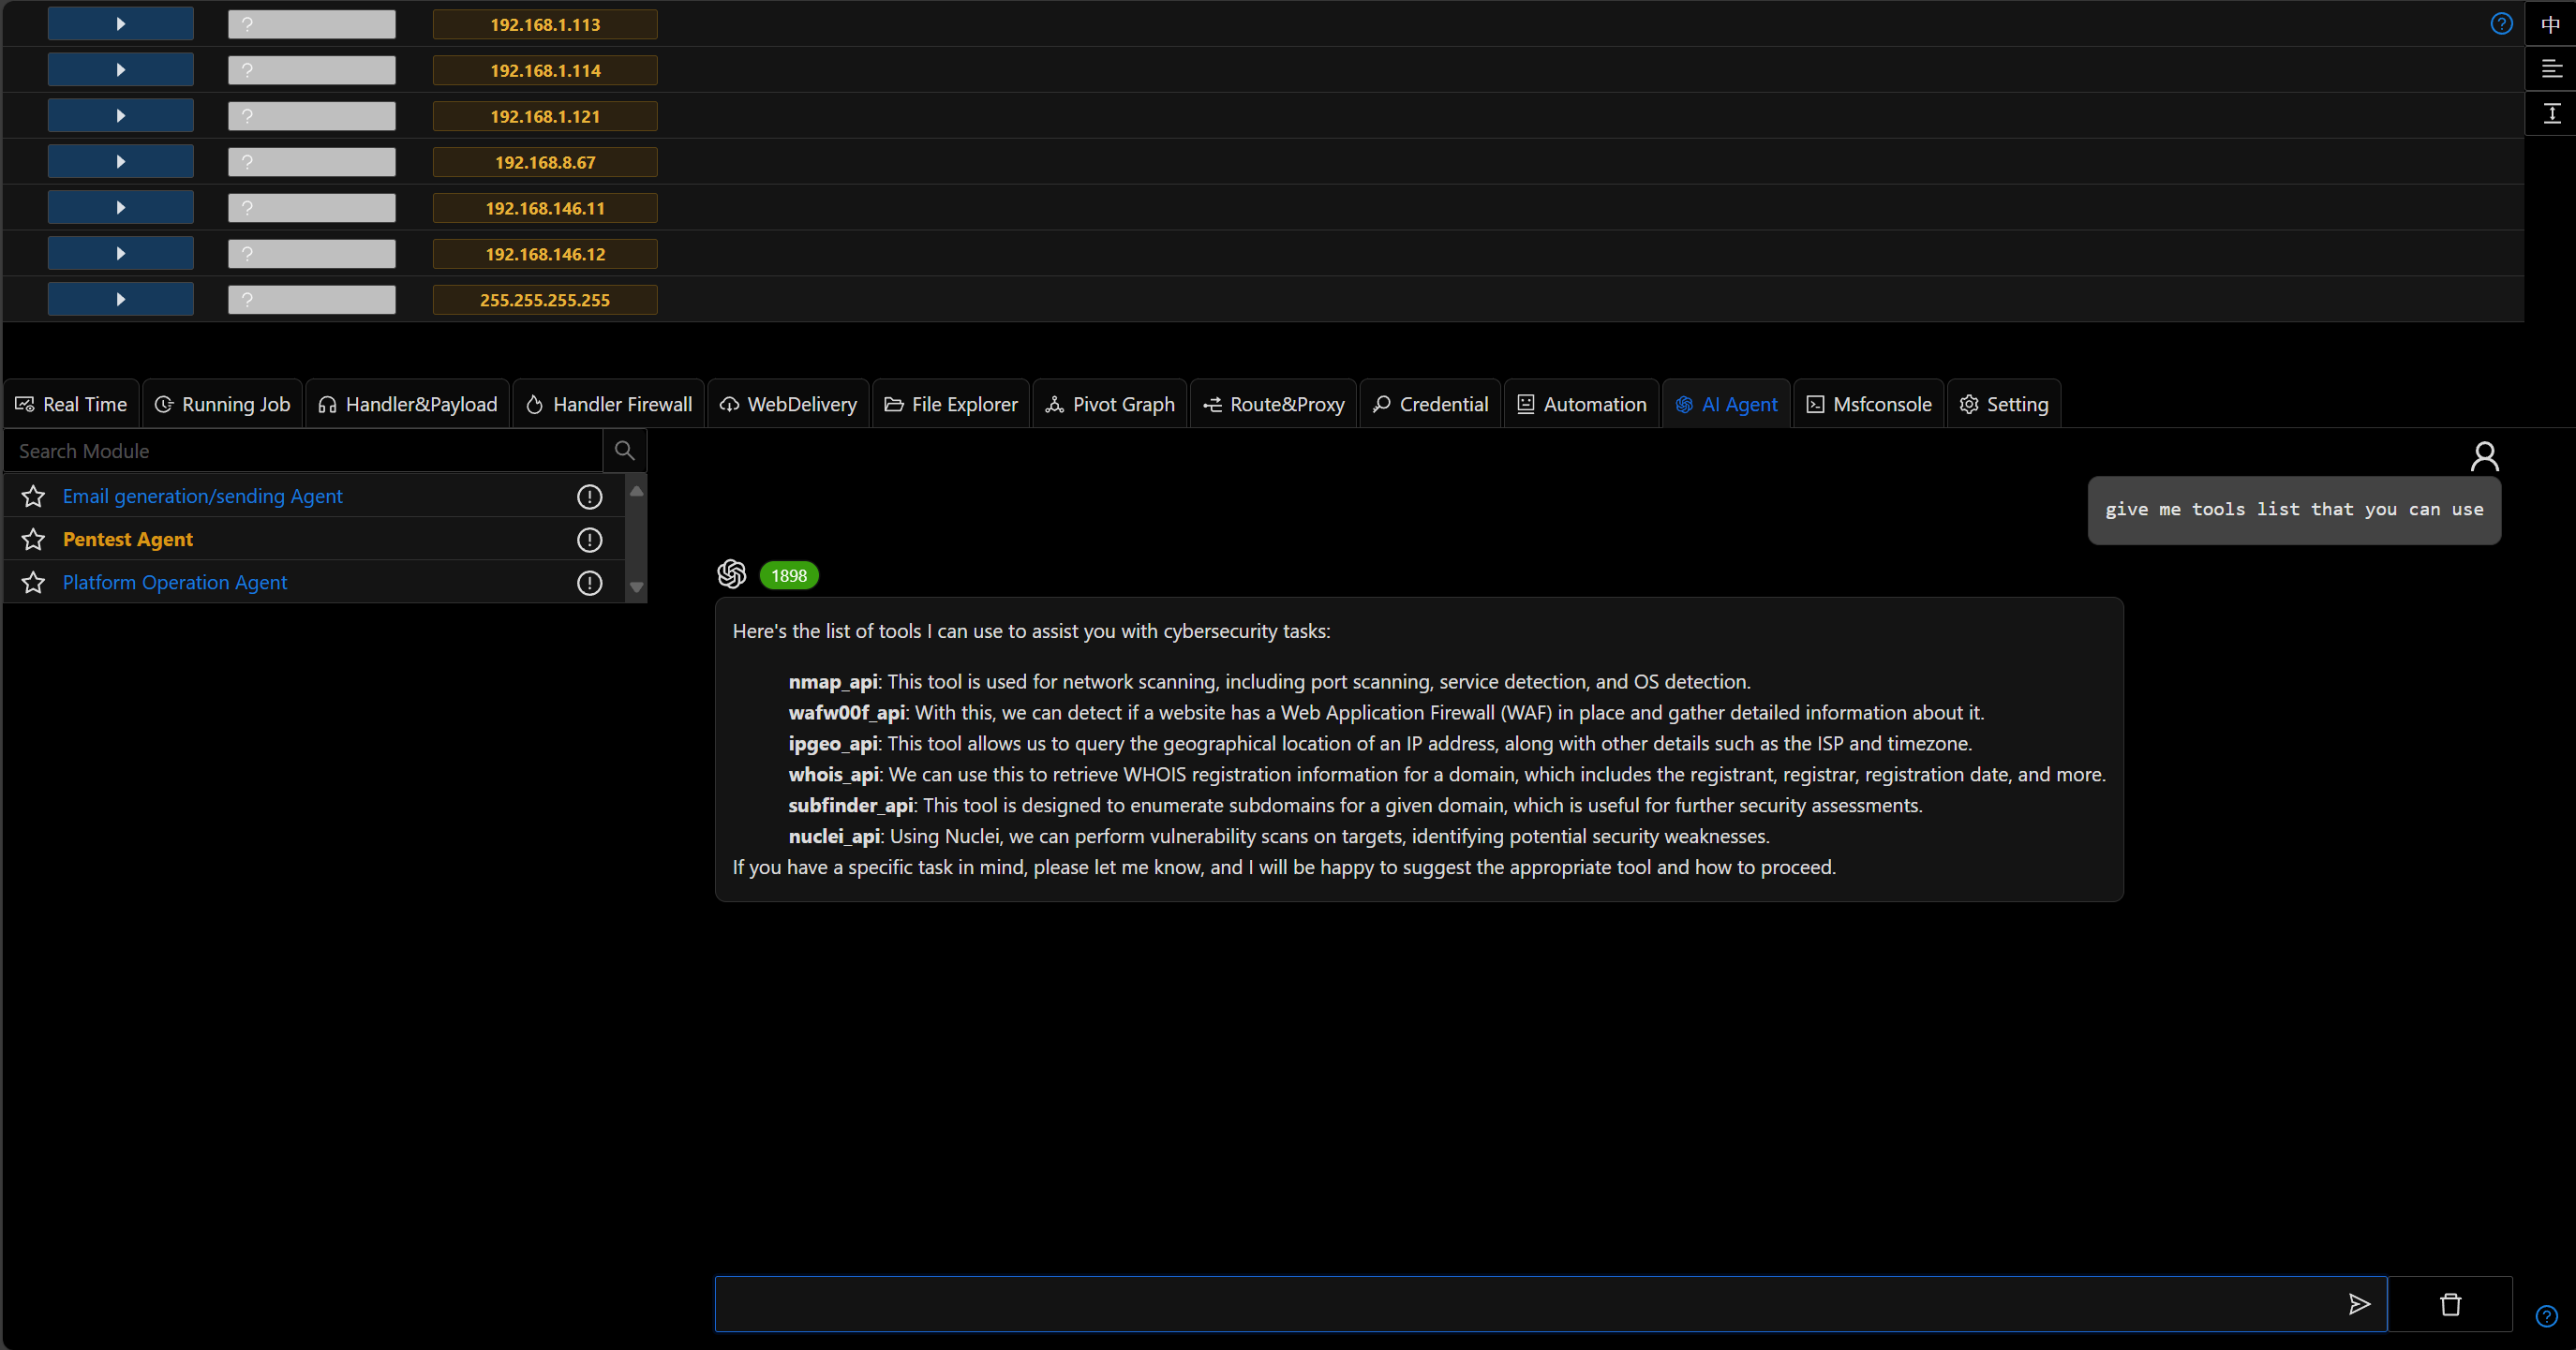 ? 192.168.1.113 ? 中
? 192.168.1.114
? 192.168.1.121
? 192.168.8.67
? 192.168.146.11
? 192.168.146.12
? 255.255.255.255
Real Time Running Job Handler&Payload Handler Firewall WebDelivery File Explorer Pivot Graph Route&Proxy Credential Automation AI Agent Msfconsole Setting
Search Module
Email generation/sending Agent
Pentest Agent
Platform Operation Agent
give me tools list that you can use
1898
Here's the list of tools I can use to assist you with cybersecurity tasks:
nmap_api: This tool is used for network scanning, including port scanning, service detection, and OS detection.
wafw00f_api: With this, we can detect if a website has a Web Application Firewall (WAF) in place and gather detailed information about it.
ipgeo_api: This tool allows us to query the geographical location of an IP address, along with other details such as the ISP and timezone.
whois_api: We can use this to retrieve WHOIS registration information for a domain, which includes the registrant, registrar, registration date, and more.
subfinder_api: This tool is designed to enumerate subdomains for a given domain, which is useful for further security assessments.
nuclei_api: Using Nuclei, we can perform vulnerability scans on targets, identifying potential security weaknesses.
If you have a specific task in mind, please let me know, and I will be happy to suggest the appropriate tool and how to proceed.
?